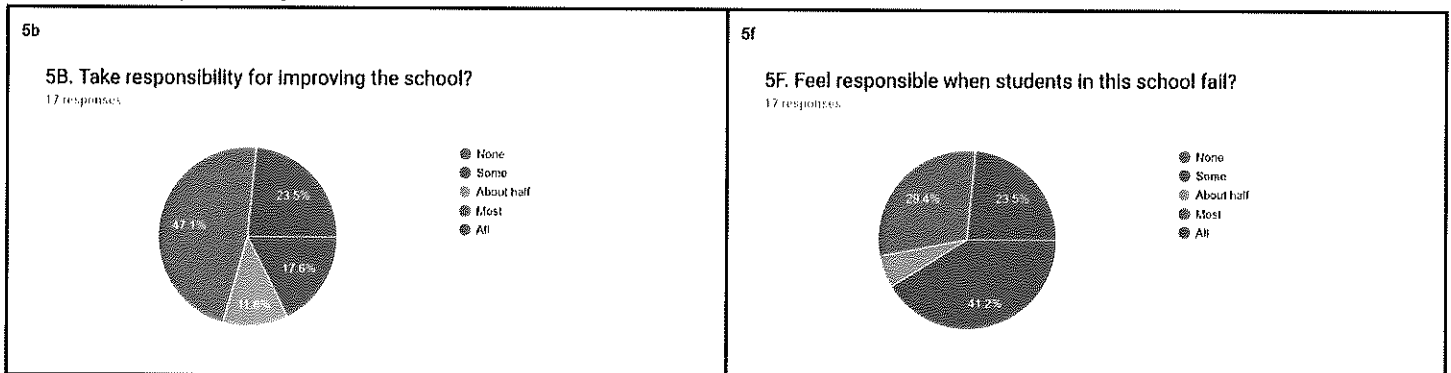 5b
5B. Take responsibility for improving the school?
17 responses
None
Some
About half
Most
All
23.5%
47.1%
17.6%
11.8%
5f
5F. Feel responsible when students in this school fail?
17 responses
None
Some
About half
Most
All
29.4%
23.5%
41.2%